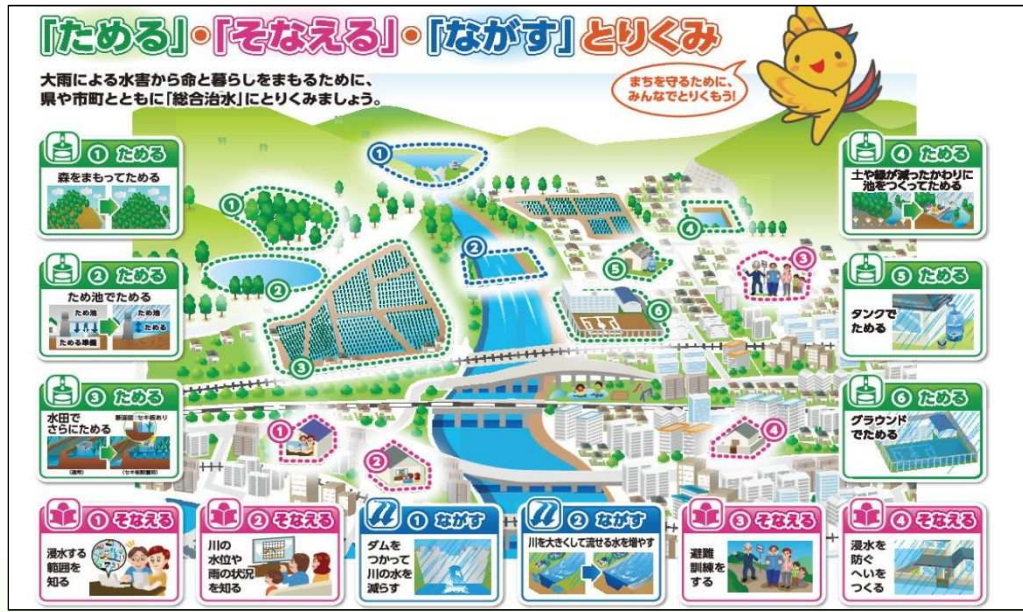 「ためる」・「そなえる」・「ながす」とりくみ
大雨による水害から命と暮らしをまもるために、
県や市町とともに「総合治水」にとりくみましょう。
まちを守るために、
みんなでとりくもう!
① ためる
森をまもってためる
② ためる
ため池でためる
ため池
ためる準備
ため池
ためる
③ ためる
水田で
さらにためる
④ ためる
土や緑が減ったかわりに
池をつくってためる
⑤ ためる
タンクで
ためる
⑥ ためる
グラウンド
でためる
①
①
②
②
③
④
⑤
⑥
③
①
②
④
① そなえる
浸水する
範囲を
知る
② そなえる
川の
水位や
雨の状況
を知る
① ながす
ダムを
つかって
川の水を
減らす
② ながす
川を大きくして流せる水を増やす
③ そなえる
避難
訓練を
する
④ そなえる
浸水を
防ぐ
へいを
つくる